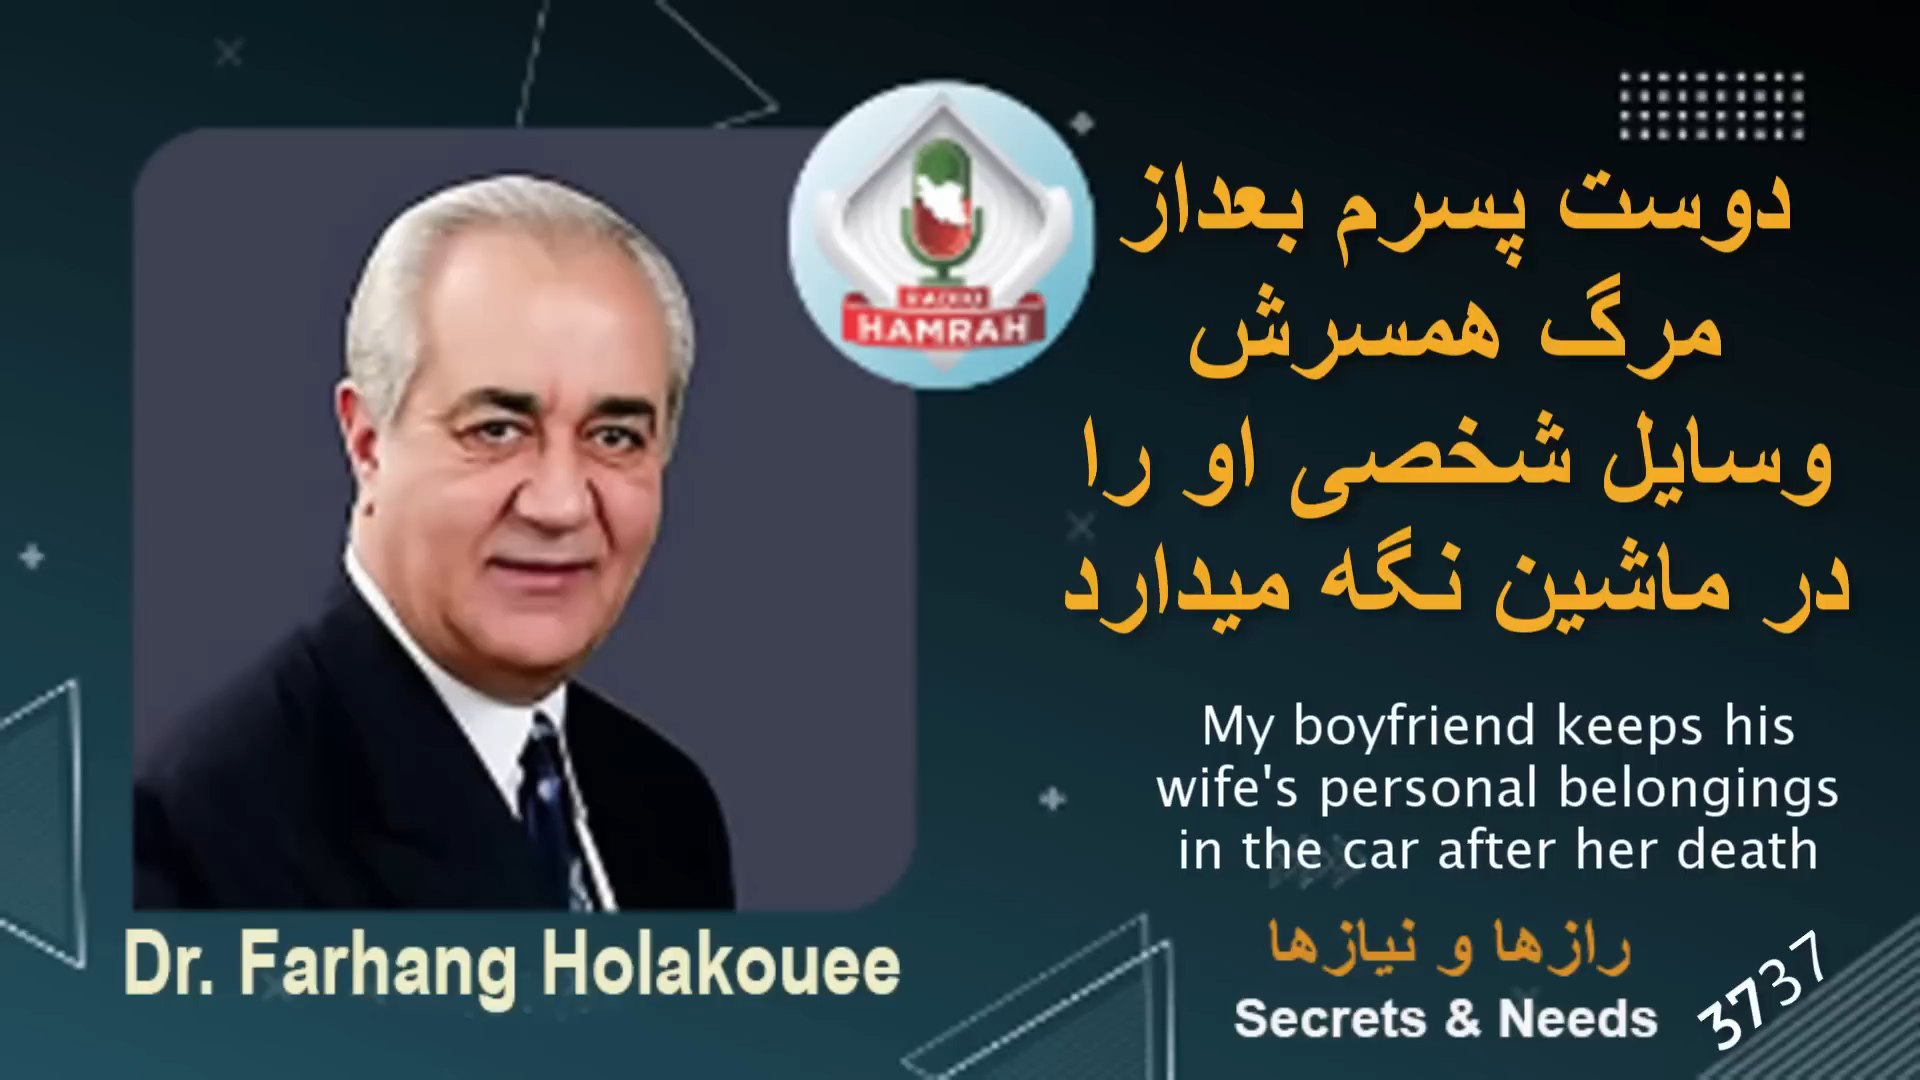 RADIO
HAMRAH
دوست پسرم بعداز
مرگ همسرش
وسایل شخصی او را
در ماشین نگه میدارد
My boyfriend keeps his
wife's personal belongings
in the car after her death
Dr. Farhang Holakouee
رازها و نیازها
Secrets & Needs
3737